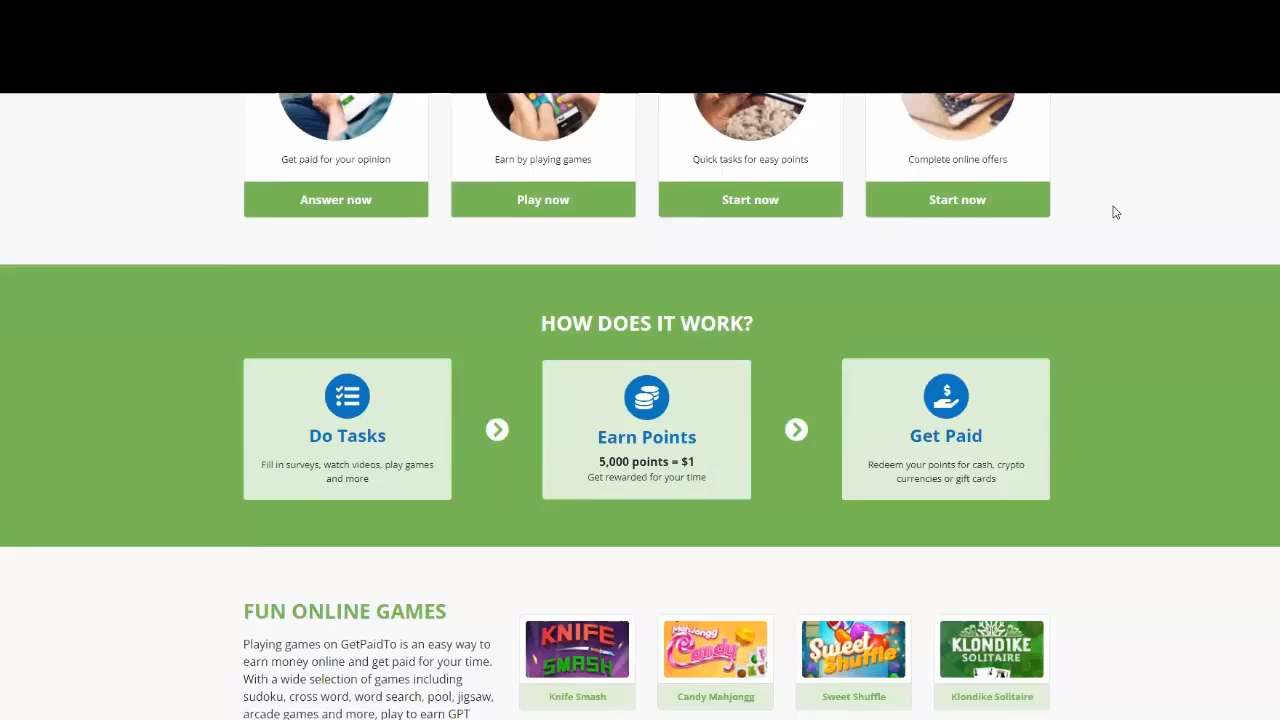 Get paid for your opinion
Earn by playing games
Quick tasks for easy points
Complete online offers
Answer now
Play now
Start now
Start now
HOW DOES IT WORK?
Do Tasks
Fill in surveys, watch videos, play games
and more
Earn Points
5,000 points = $1
Get rewarded for your time
Get Paid
Redeem your points for cash, crypto
currencies or gift cards
FUN ONLINE GAMES
Playing games on GetPaidTo is an easy way to
earn money online and get paid for your time.
With a wide selection of games including
sudoku, cross word, word search, pool, jigsaw,
arcade games and more, play to earn GPT
KNIFE
SMASH
Knife Smash
Mahjongg
Candy
Candy Mahjongg
Sweet
Shuffle
Sweet Shuffle
KLONDIKE
SOLITAIRE
Klondike Solitaire